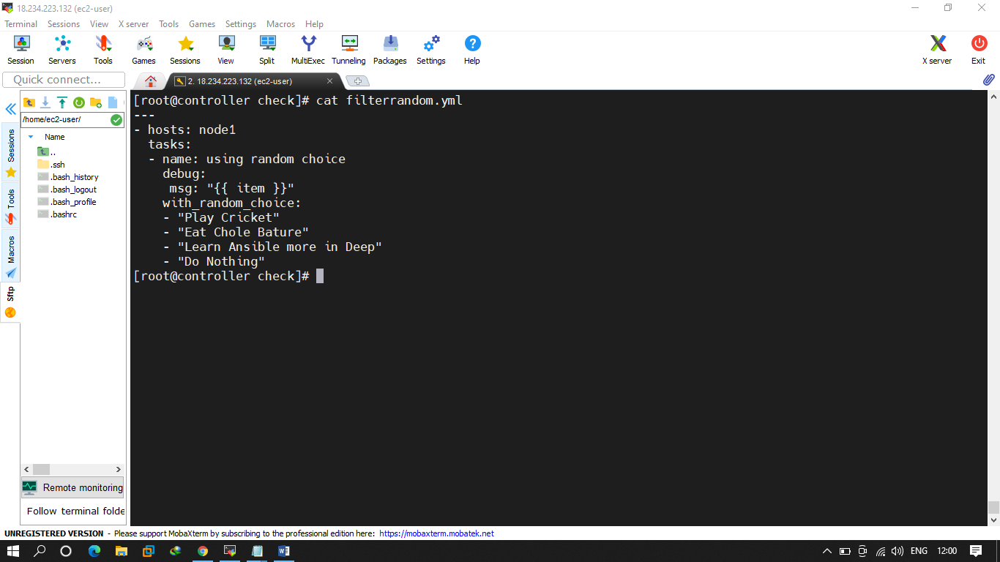 18.234.223.132 (ec2-user)
Terminal Sessions View X server Tools Games Settings Macros Help
Session Servers Tools Games Sessions View Split MultiExec Tunneling Packages Settings Help X server Exit
Quick connect...
2. 18.234.223.132 (ec2-user)
/home/ec2-user/
Name
..
.ssh
.bash_history
.bash_logout
.bash_profile
.bashrc
Sessions
Tools
Macros
Sftp
[root@controller check]# cat filterrandom.yml
---
- hosts: node1
  tasks:
  - name: using random choice
    debug:
     msg: "{{ item }}"
    with_random_choice:
    - "Play Cricket"
    - "Eat Chole Bature"
    - "Learn Ansible more in Deep"
    - "Do Nothing"
[root@controller check]#
Remote monitoring
Follow terminal folde
UNREGISTERED VERSION - Please support MobaXterm by subscribing to the professional edition here: https://mobaxterm.mobatek.net
ENG 12:00